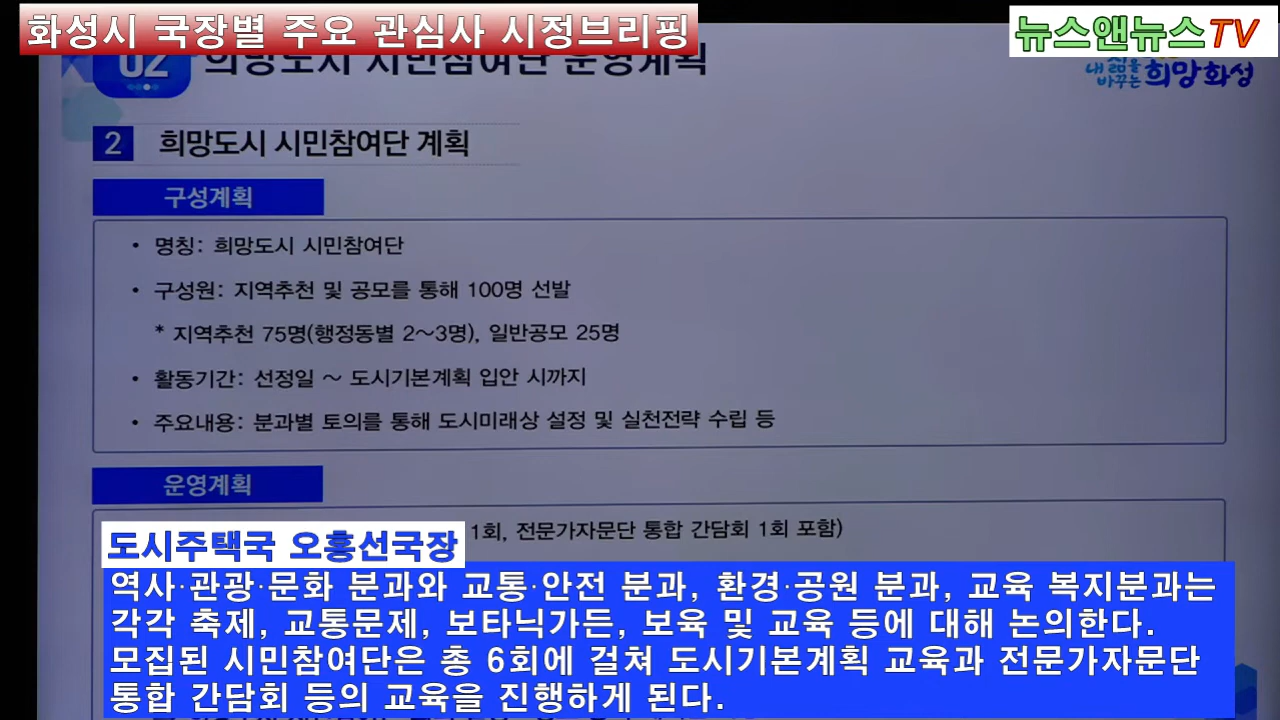 화성시 국장별 주요 관심사 시정브리핑
뉴스앤뉴스TV
02 희망도시 시민참여단 운영계획
내 삶을 바꾸는 희망화성
2 희망도시 시민참여단 계획
구성계획
• 명칭: 희망도시 시민참여단
• 구성원: 지역추천 및 공모를 통해 100명 선발
* 지역추천 75명(행정동별 2~3명), 일반공모 25명
• 활동기간: 선정일 ~ 도시기본계획 입안 시까지
• 주요내용: 분과별 토의를 통해 도시미래상 설정 및 실천전략 수립 등
운영계획
1회, 전문가자문단 통합 간담회 1회 포함)
도시주택국 오흥선국장
역사·관광·문화 분과와 교통·안전 분과, 환경·공원 분과, 교육 복지분과는
각각 축제, 교통문제, 보타닉가든, 보육 및 교육 등에 대해 논의한다.
모집된 시민참여단은 총 6회에 걸쳐 도시기본계획 교육과 전문가자문단
통합 간담회 등의 교육을 진행하게 된다.